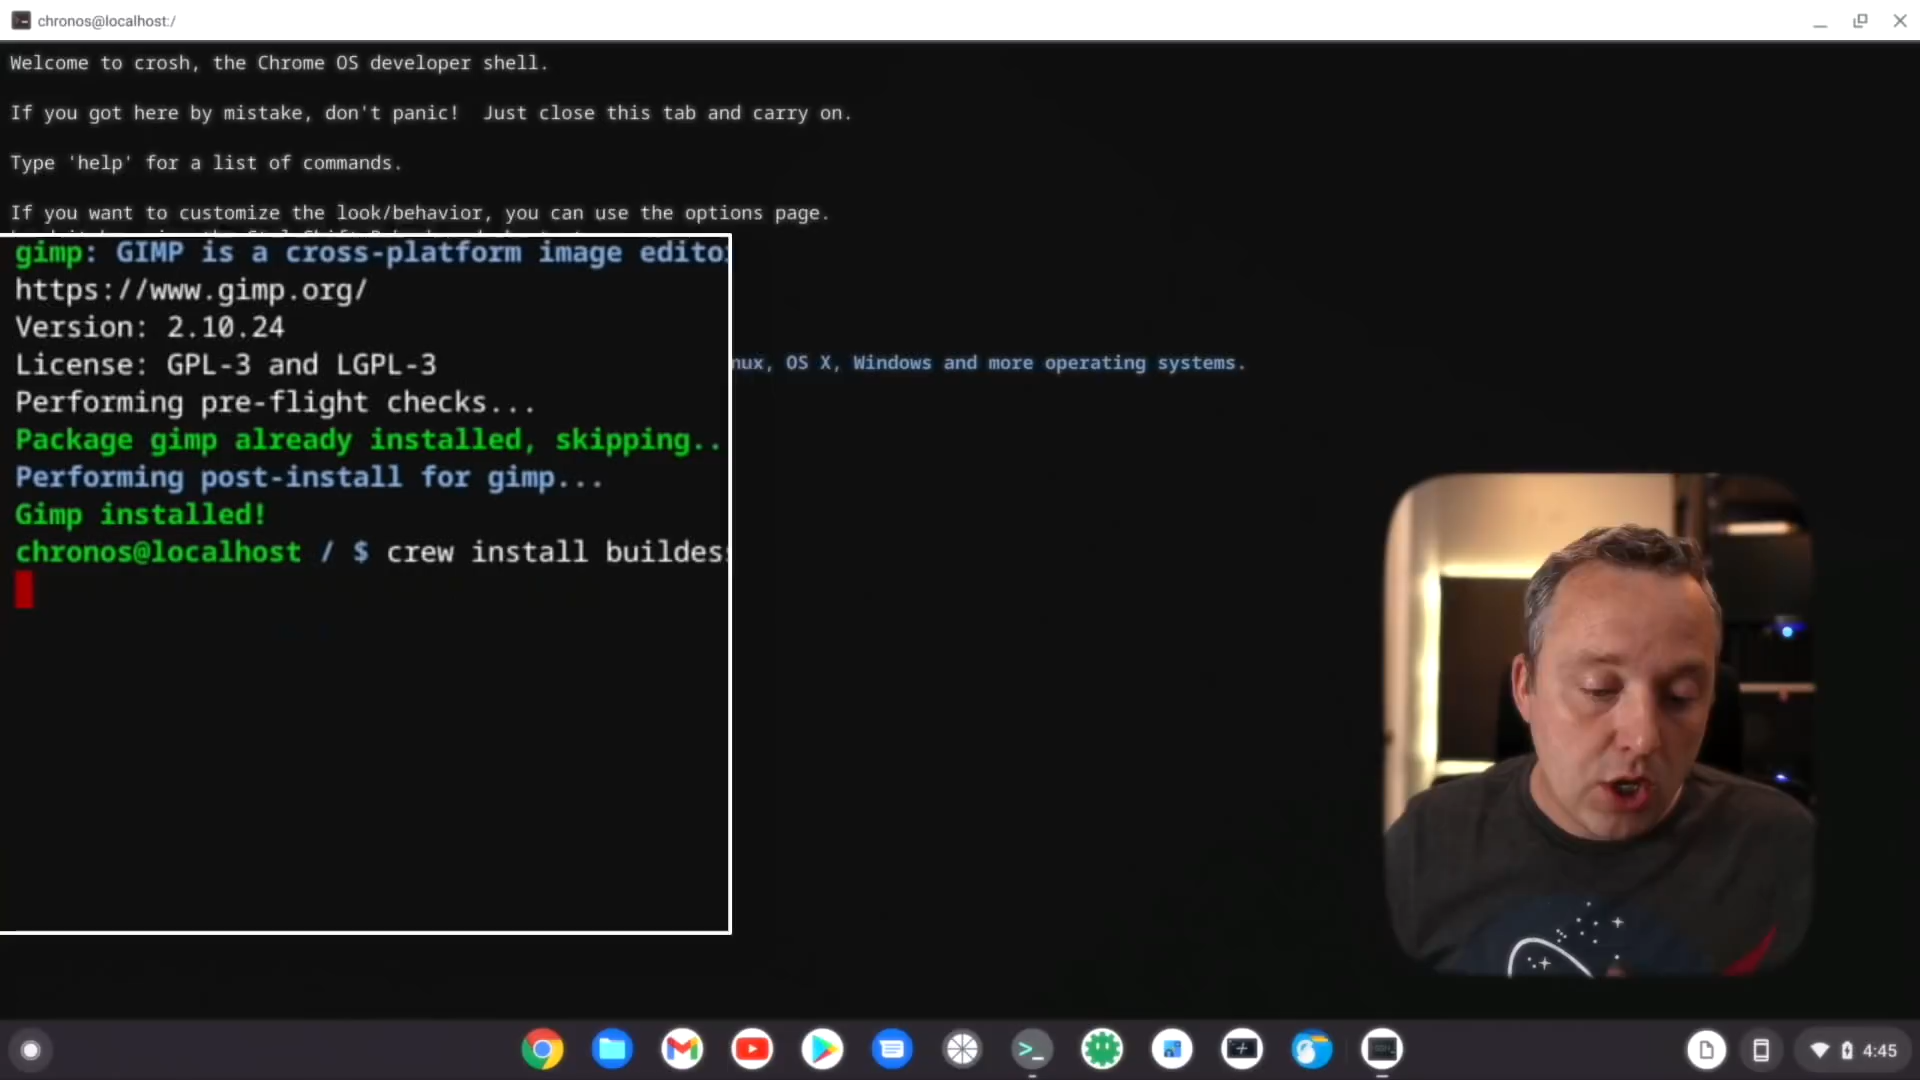 chronos@localhost:/
Welcome to crosh, the Chrome OS developer shell.
If you got here by mistake, don't panic! Just close this tab and carry on.
Type 'help' for a list of commands.
If you want to customize the look/behavior, you can use the options page.
gimp: GIMP is a cross-platform image edito
https://www.gimp.org/
Version: 2.10.24
nux, OS X, Windows and more operating systems.
License: GPL-3 and LGPL-3
Performing pre-flight checks...
Package gimp already installed, skipping..
Performing post-install for gimp...
Gimp installed!
chronos@localhost / $ crew install buildes
4:45